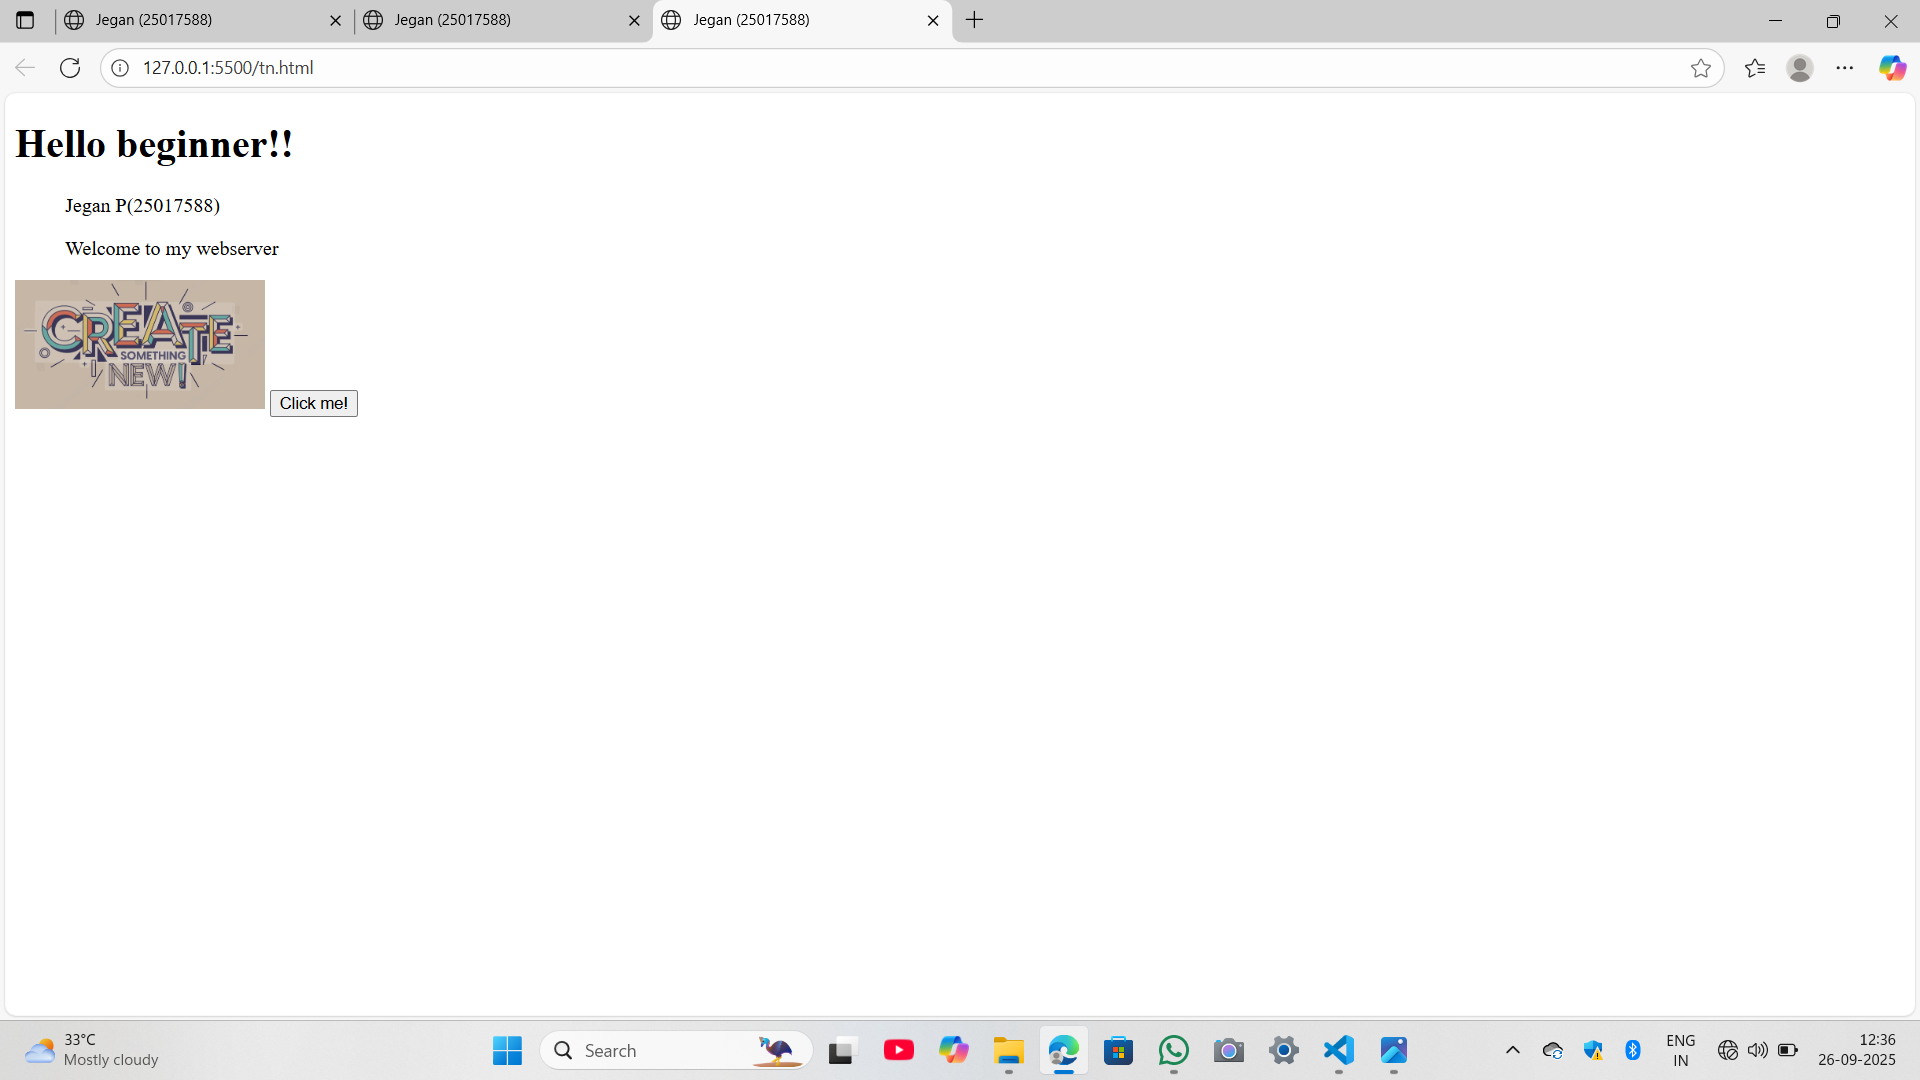 Jegan (25017588)
Jegan (25017588)
Jegan (25017588)
127.0.0.1:5500/tn.html
Hello beginner!!
Jegan P(25017588)
Welcome to my webserver
CREATE
SOMETHING
NEW!
Click me!
33°C
Mostly cloudy
Search
ENG
IN
12:36
26-09-2025